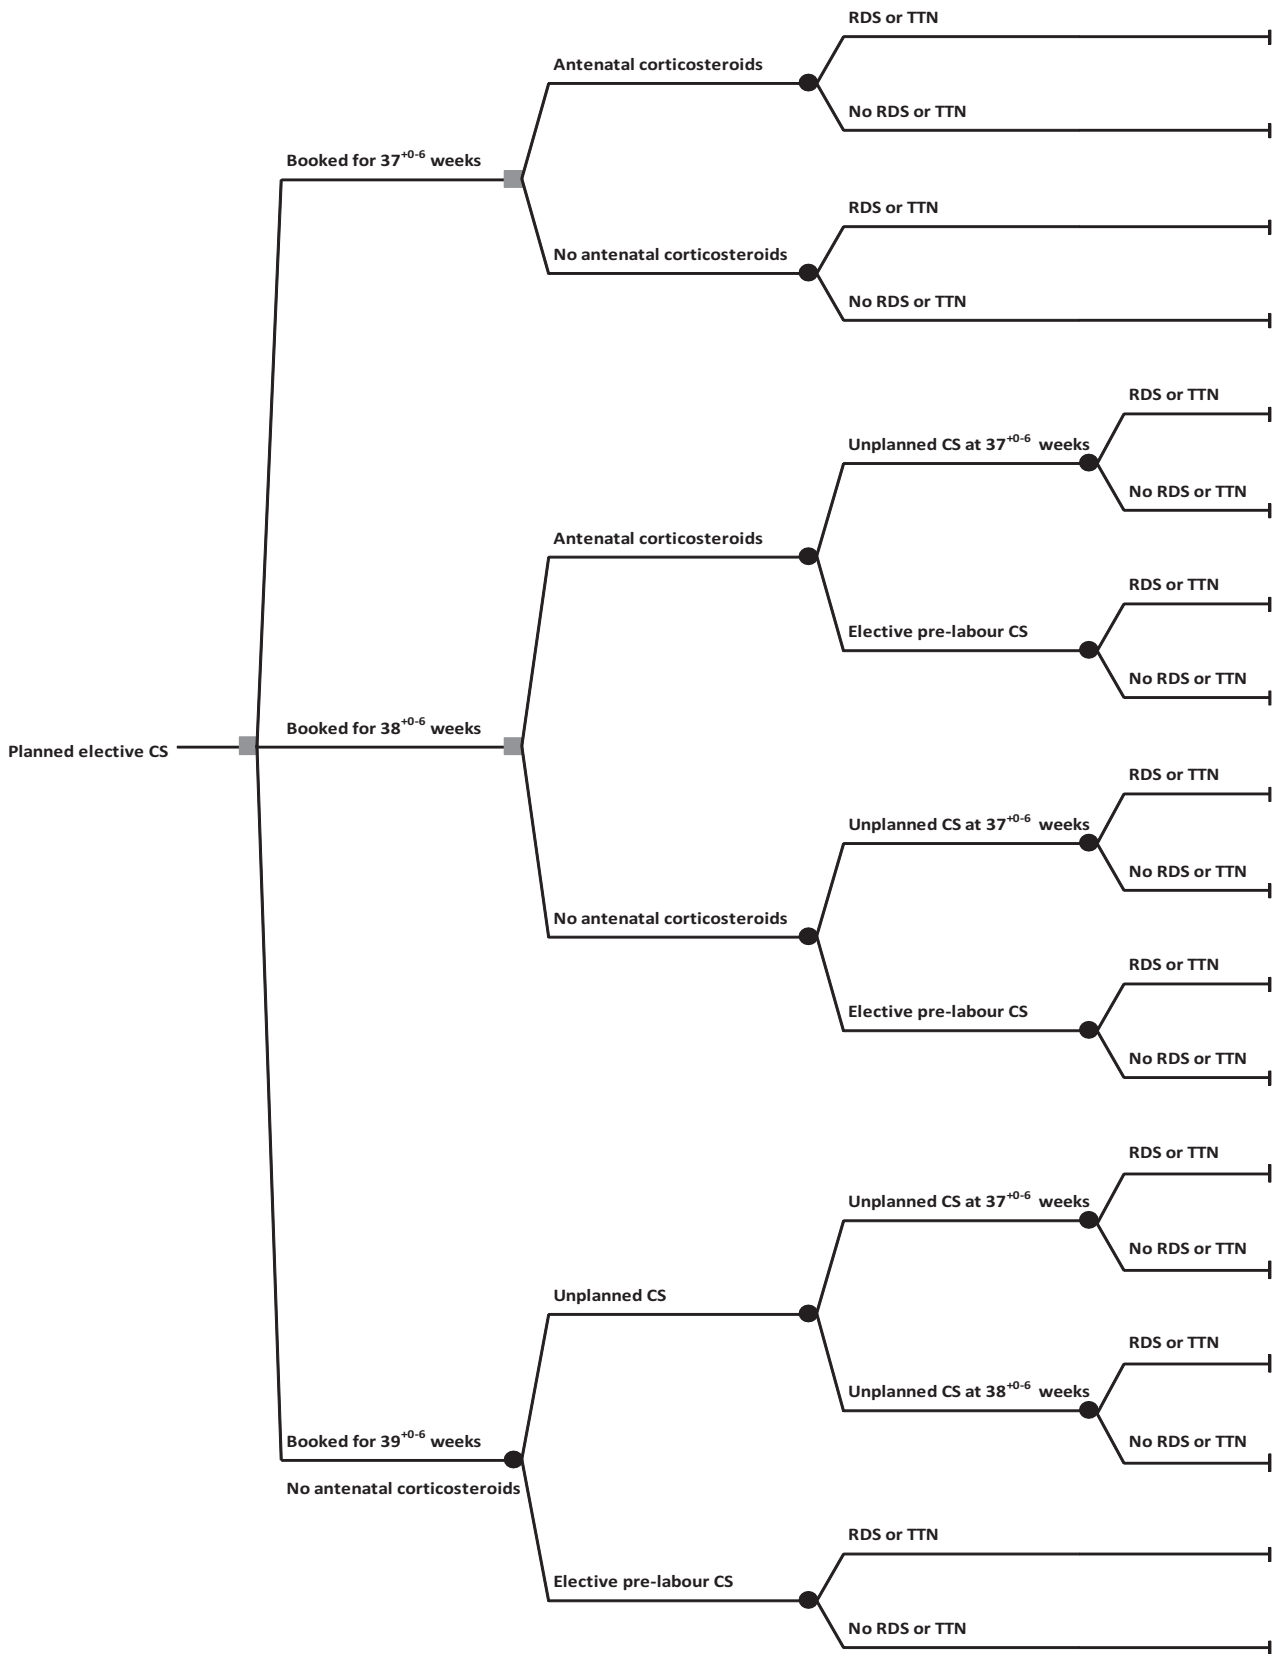 RDS or TTN
Antenatal corticosteroids
No RDS or TTN
Booked for 37+0-6 weeks
RDS or TTN
No antenatal corticosteroids
No RDS or TTN
RDS or TTN
Unplanned CS at 37+0-6 weeks
No RDS or TTN
Antenatal corticosteroids
RDS or TTN
Elective pre-labour CS
No RDS or TTN
Booked for 38+0-6 weeks
Planned elective CS
RDS or TTN
Unplanned CS at 37+0-6 weeks
No RDS or TTN
No antenatal corticosteroids
RDS or TTN
Elective pre-labour CS
No RDS or TTN
RDS or TTN
Unplanned CS at 37+0-6 weeks
No RDS or TTN
Unplanned CS
RDS or TTN
Unplanned CS at 38+0-6 weeks
No RDS or TTN
Booked for 39+0-6 weeks
No antenatal corticosteroids
RDS or TTN
Elective pre-labour CS
No RDS or TTN